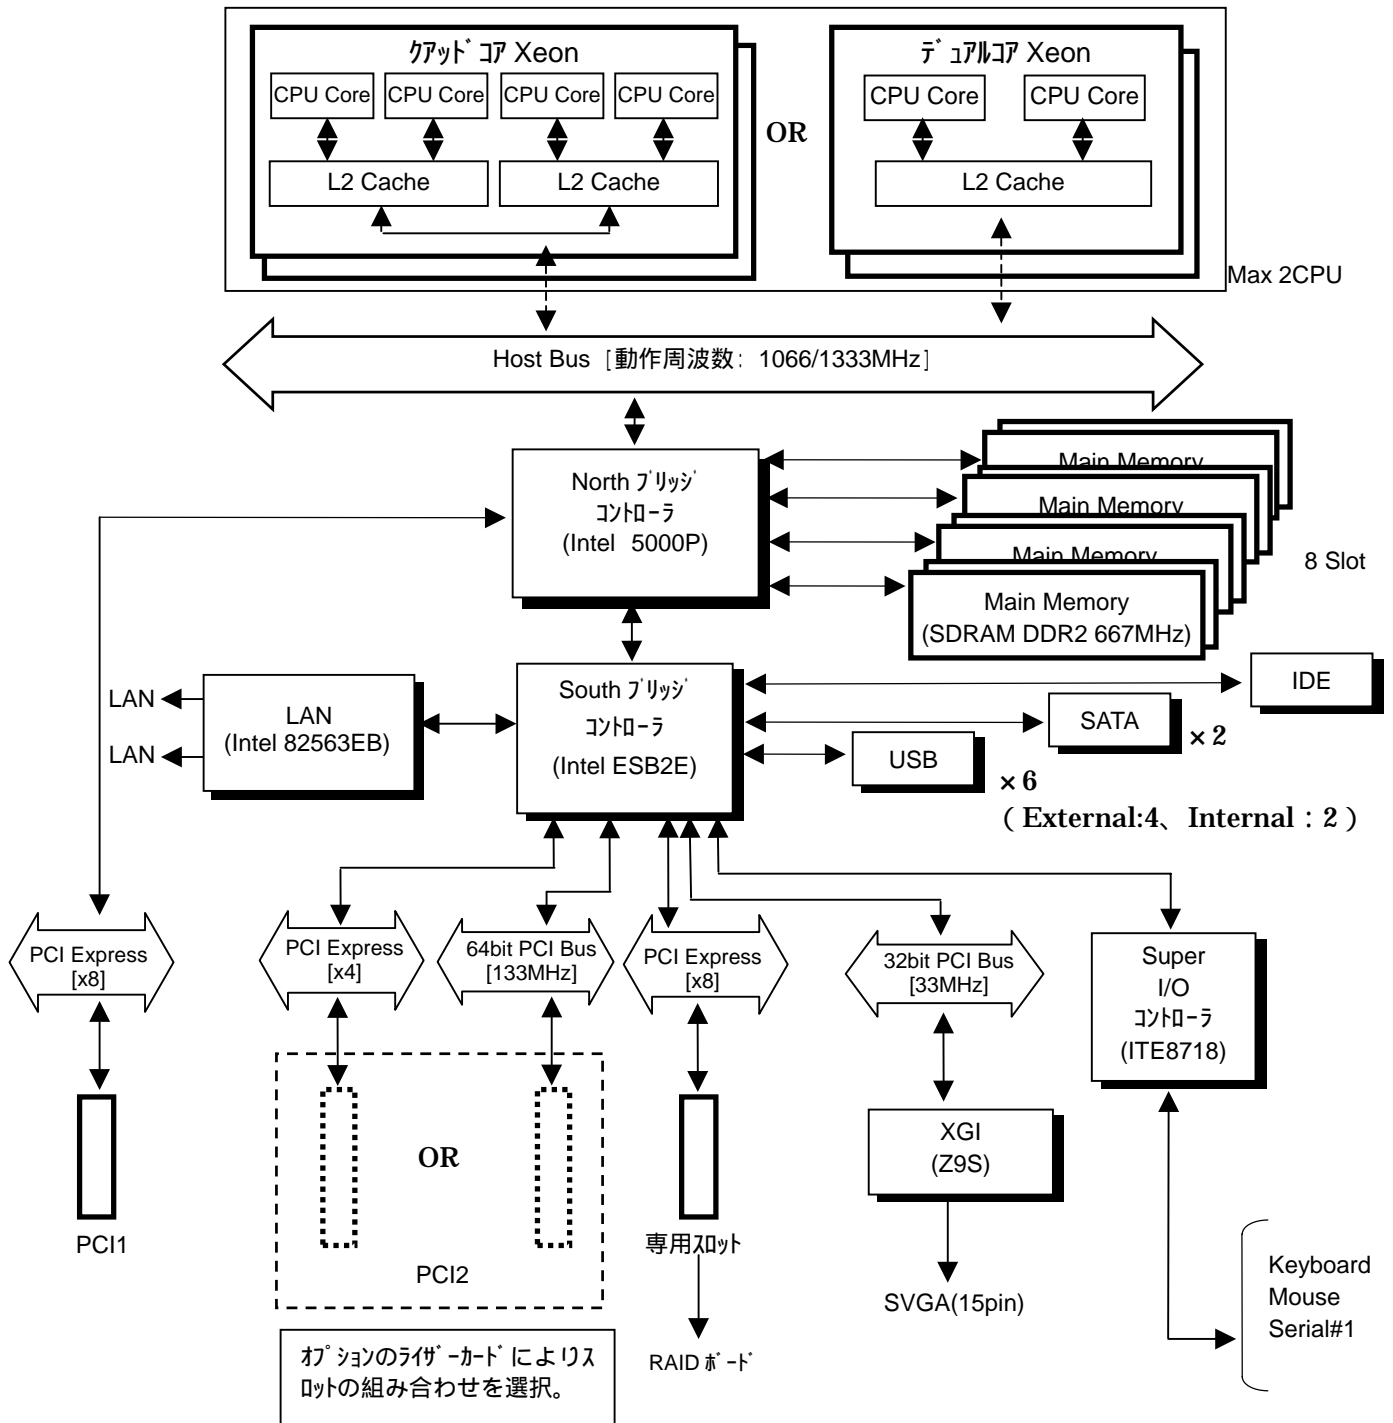 ｸｱｯﾄﾞｺｱ Xeon
CPU Core CPU Core CPU Core CPU Core
L2 Cache L2 Cache
OR
ﾃﾞｭｱﾙｺｱ Xeon
CPU Core CPU Core
L2 Cache
Max 2CPU
Host Bus [動作周波数: 1066/1333MHz]
North ﾌﾞﾘｯｼﾞ
ｺﾝﾄﾛｰﾗ
(Intel 5000P)
Main Memory
Main Memory
Main Memory
Main Memory
(SDRAM DDR2 667MHz)
8 Slot
LAN
LAN
LAN
(Intel 82563EB)
South ﾌﾞﾘｯｼﾞ
ｺﾝﾄﾛｰﾗ
(Intel ESB2E)
IDE
SATA
×2
USB
×6
（External:4、Internal：2）
PCI Express
[x8]
PCI Express
[x4]
64bit PCI Bus
[133MHz]
PCI Express
[x8]
32bit PCI Bus
[33MHz]
Super
I/O
ｺﾝﾄﾛｰﾗ
(ITE8718)
PCI1
OR
PCI2
専用ｽﾛｯﾄ
RAID ﾎﾞｰﾄﾞ
XGI
(Z9S)
SVGA(15pin)
Keyboard
Mouse
Serial#1
ｵﾌﾟｼｮﾝのﾗｲｻﾞｰｶｰﾄﾞによりｽ
ﾛｯﾄの組み合わせを選択。